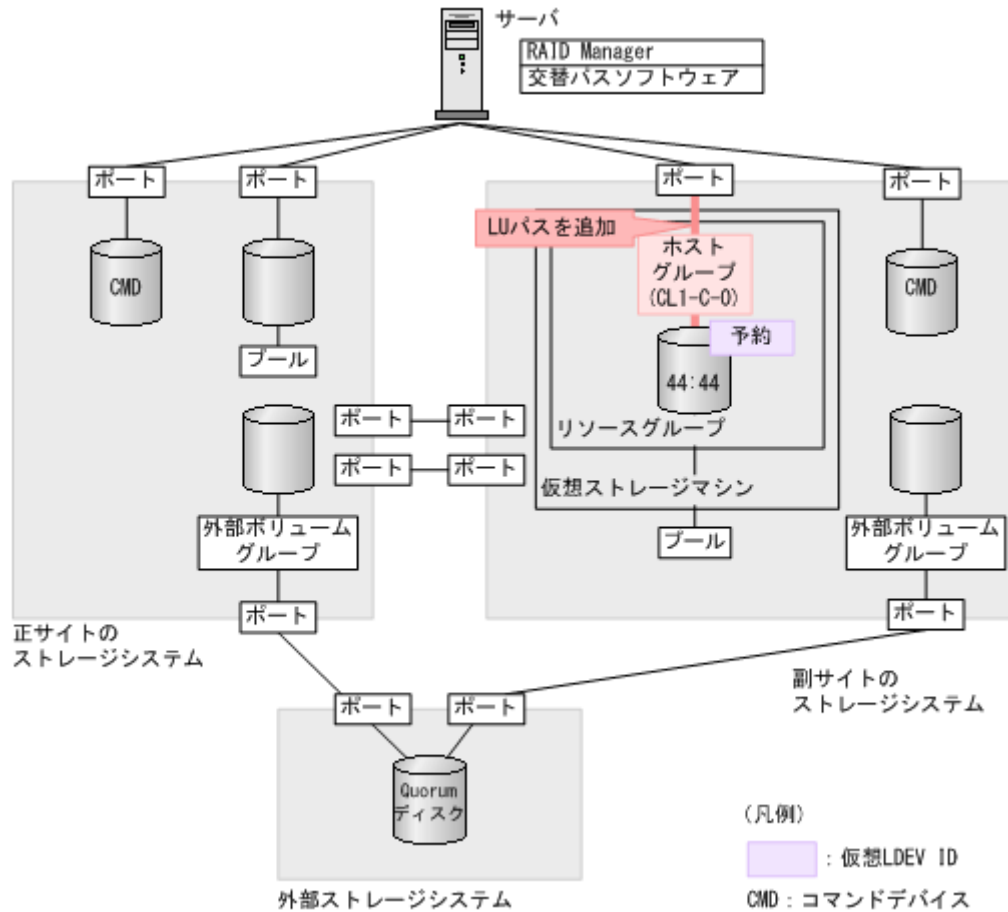 サーバ
RAID Manager
交替パスソフトウェア
ポート
ポート
ポート
ポート
LUパスを追加
ホスト
グループ
(CL1-C-0)
CMD
CMD
予約
プール
44:44
ポート
ポート
リソースグループ
ポート
ポート
仮想ストレージマシン
外部ボリューム
グループ
プール
外部ボリューム
グループ
ポート
ポート
正サイトの
ストレージシステム
副サイトの
ストレージシステム
ポート
ポート
Quorum
ディスク
(凡例)
:仮想LDEV ID
外部ストレージシステム
CMD:コマンドデバイス